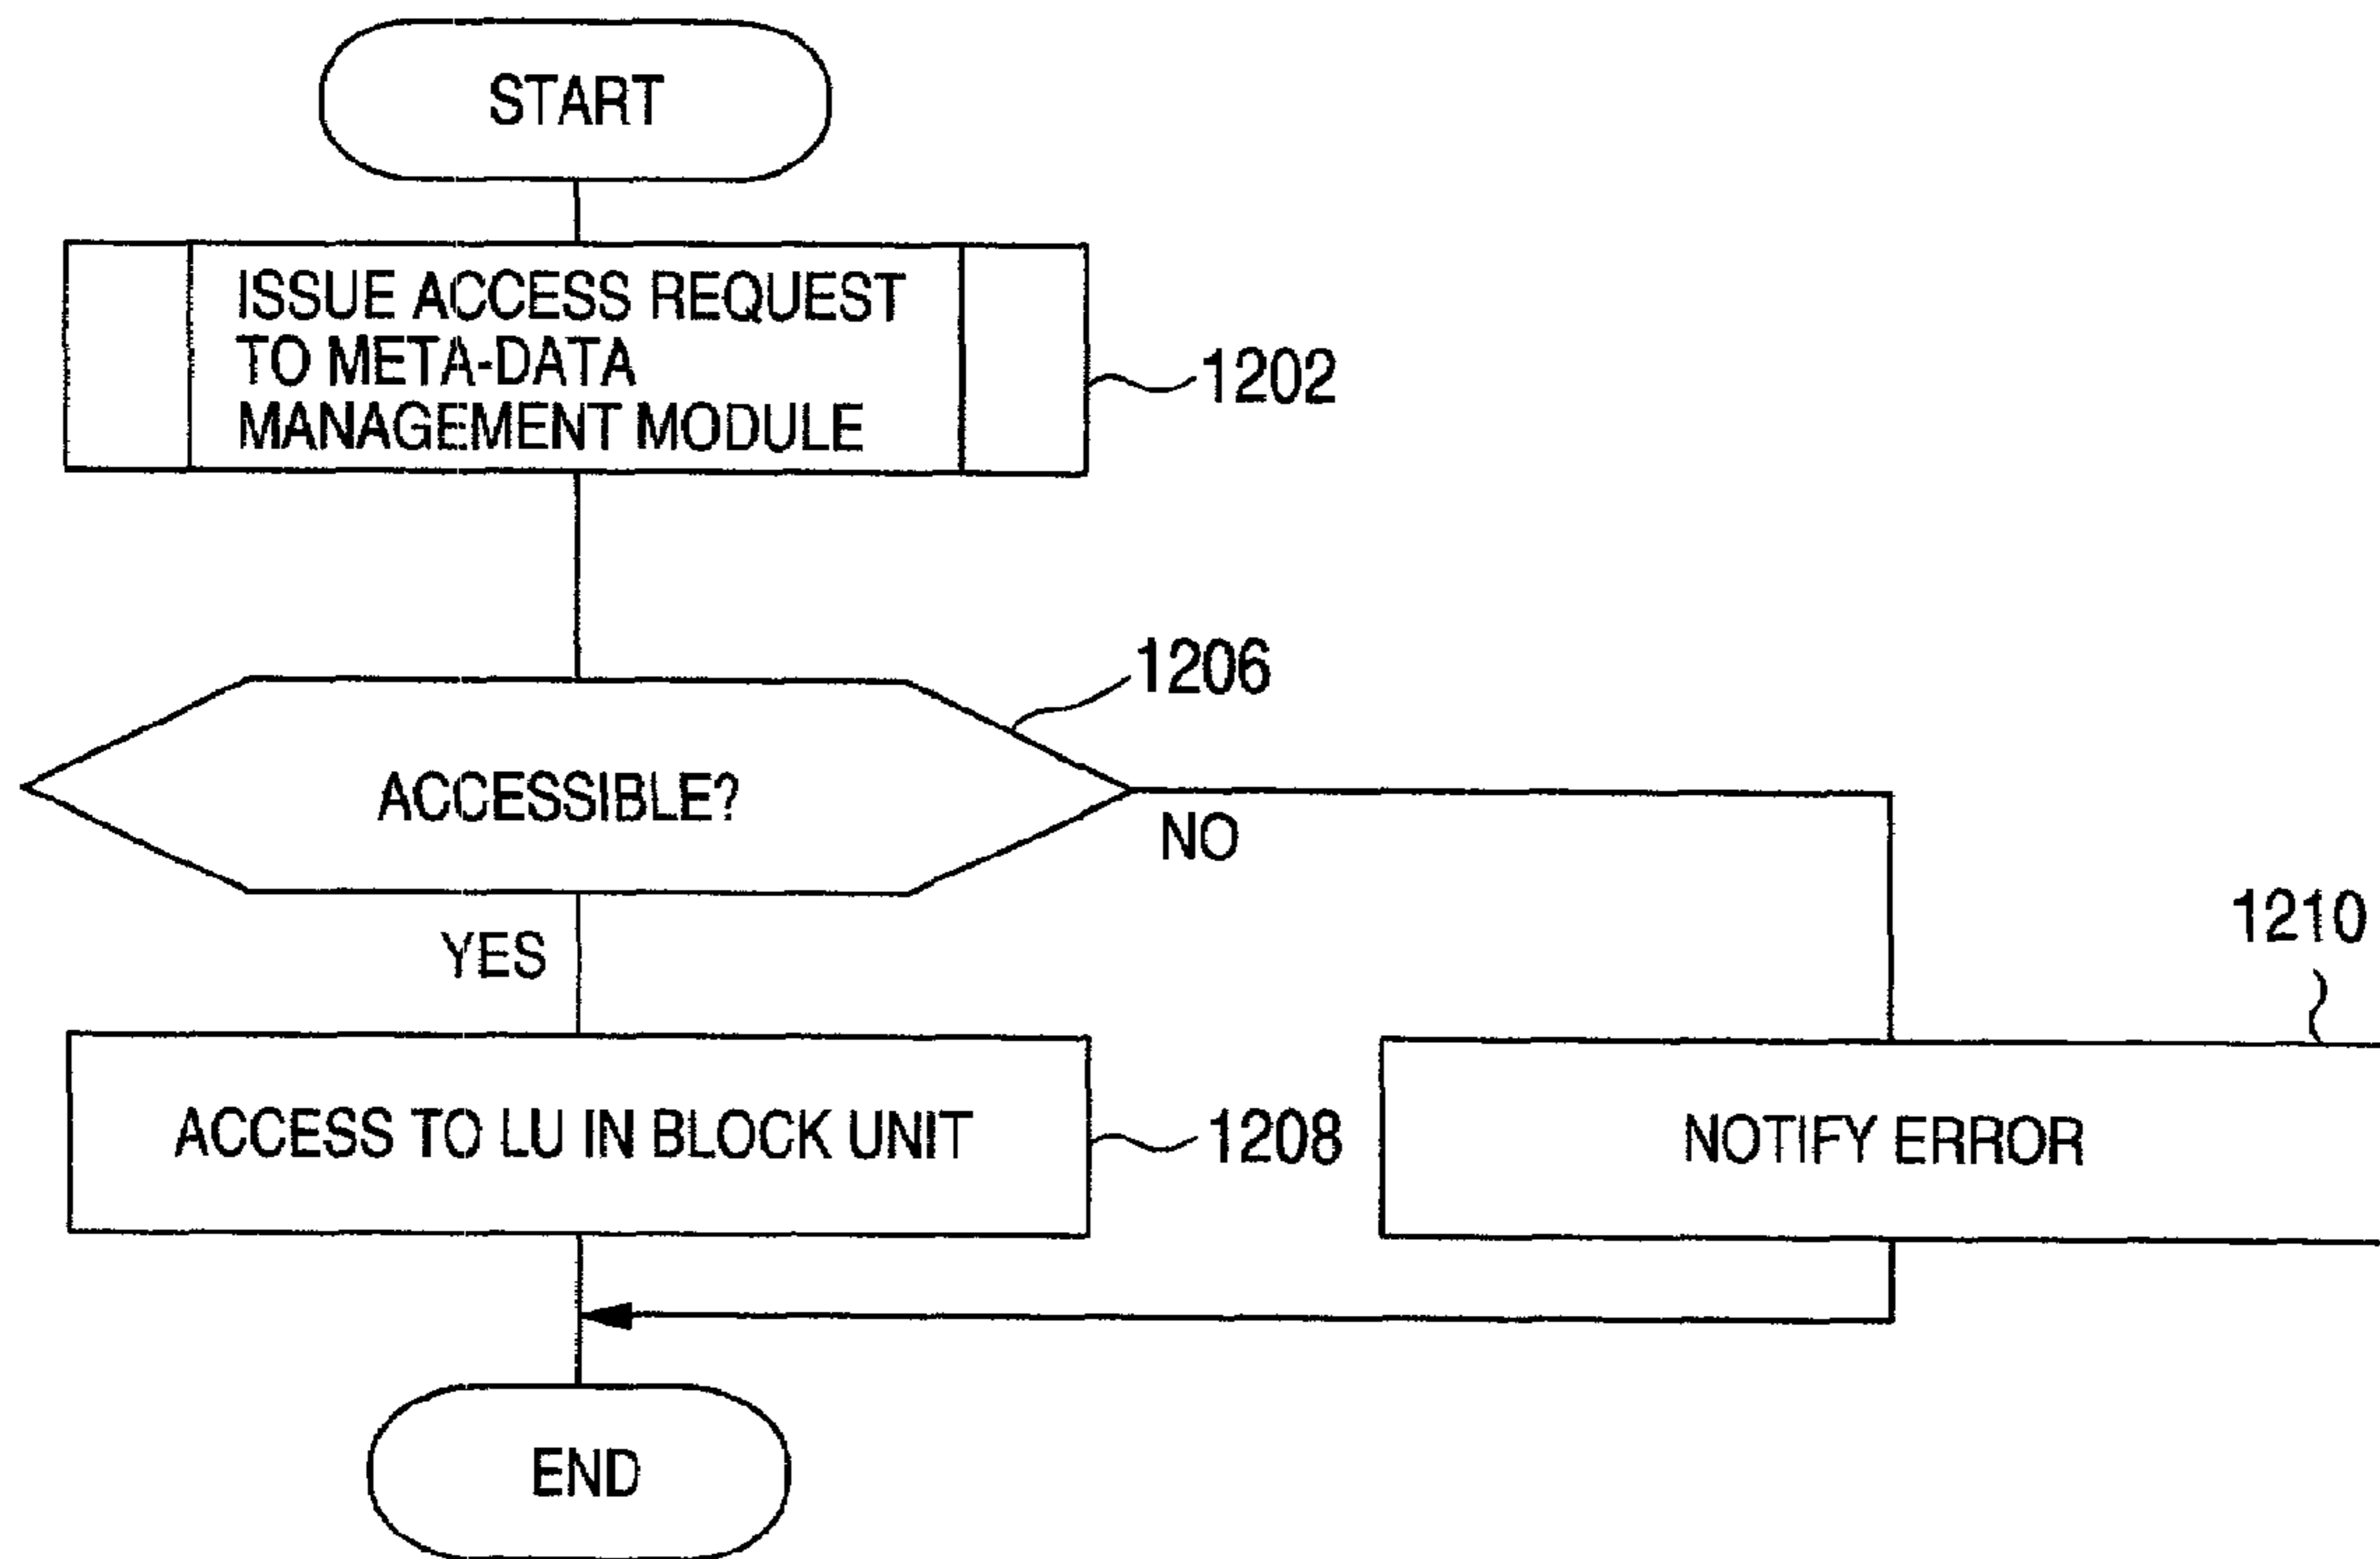 START
ISSUE ACCESS REQUEST
TO META-DATA
MANAGEMENT MODULE
1202
1206
ACCESSIBLE?
NO
YES
1210
ACCESS TO LU IN BLOCK UNIT
1208
NOTIFY ERROR
END